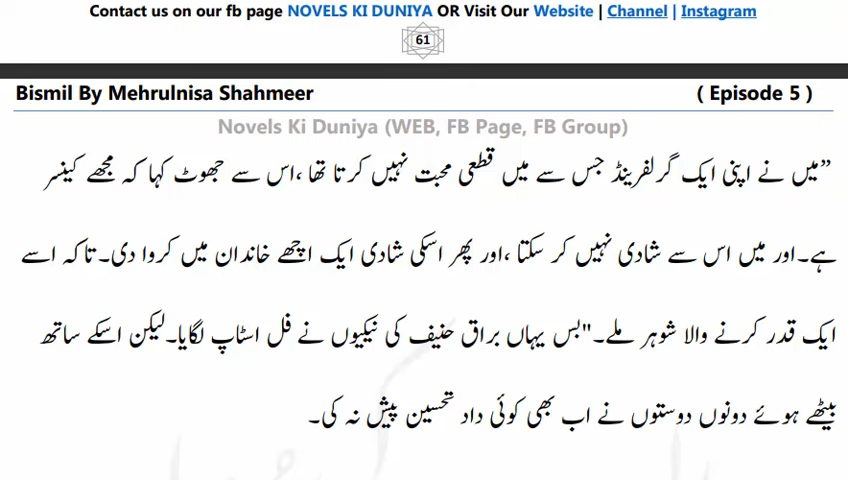 Contact us on our fb page NOVELS KI DUNIYA OR Visit Our Website | Channel | Instagram
61
Bismil By Mehrulnisa Shahmeer ( Episode 5 )
Novels Ki Duniya (WEB, FB Page, FB Group)
”میں نے اپنی ایک گرلفرینڈ جس سے میں قطعی محبت نہیں کرتا تھا ،اس سے جھوٹ کہا کہ مجھے کینسر
ہے۔اور میں اس سے شادی نہیں کر سکتا ،اور پھر اسکی شادی ایک اچھے خاندان میں کروا دی۔تاکہ اسے
ایک قدر کرنے والا شوہر ملے۔"بس یہاں براق حنیف کی نیکیوں نے فل اسٹاپ لگایا۔لیکن اسکے ساتھ
بیٹھے ہوئے دونوں دوستوں نے اب بھی کوئی داد تحسین پیش نہ کی۔